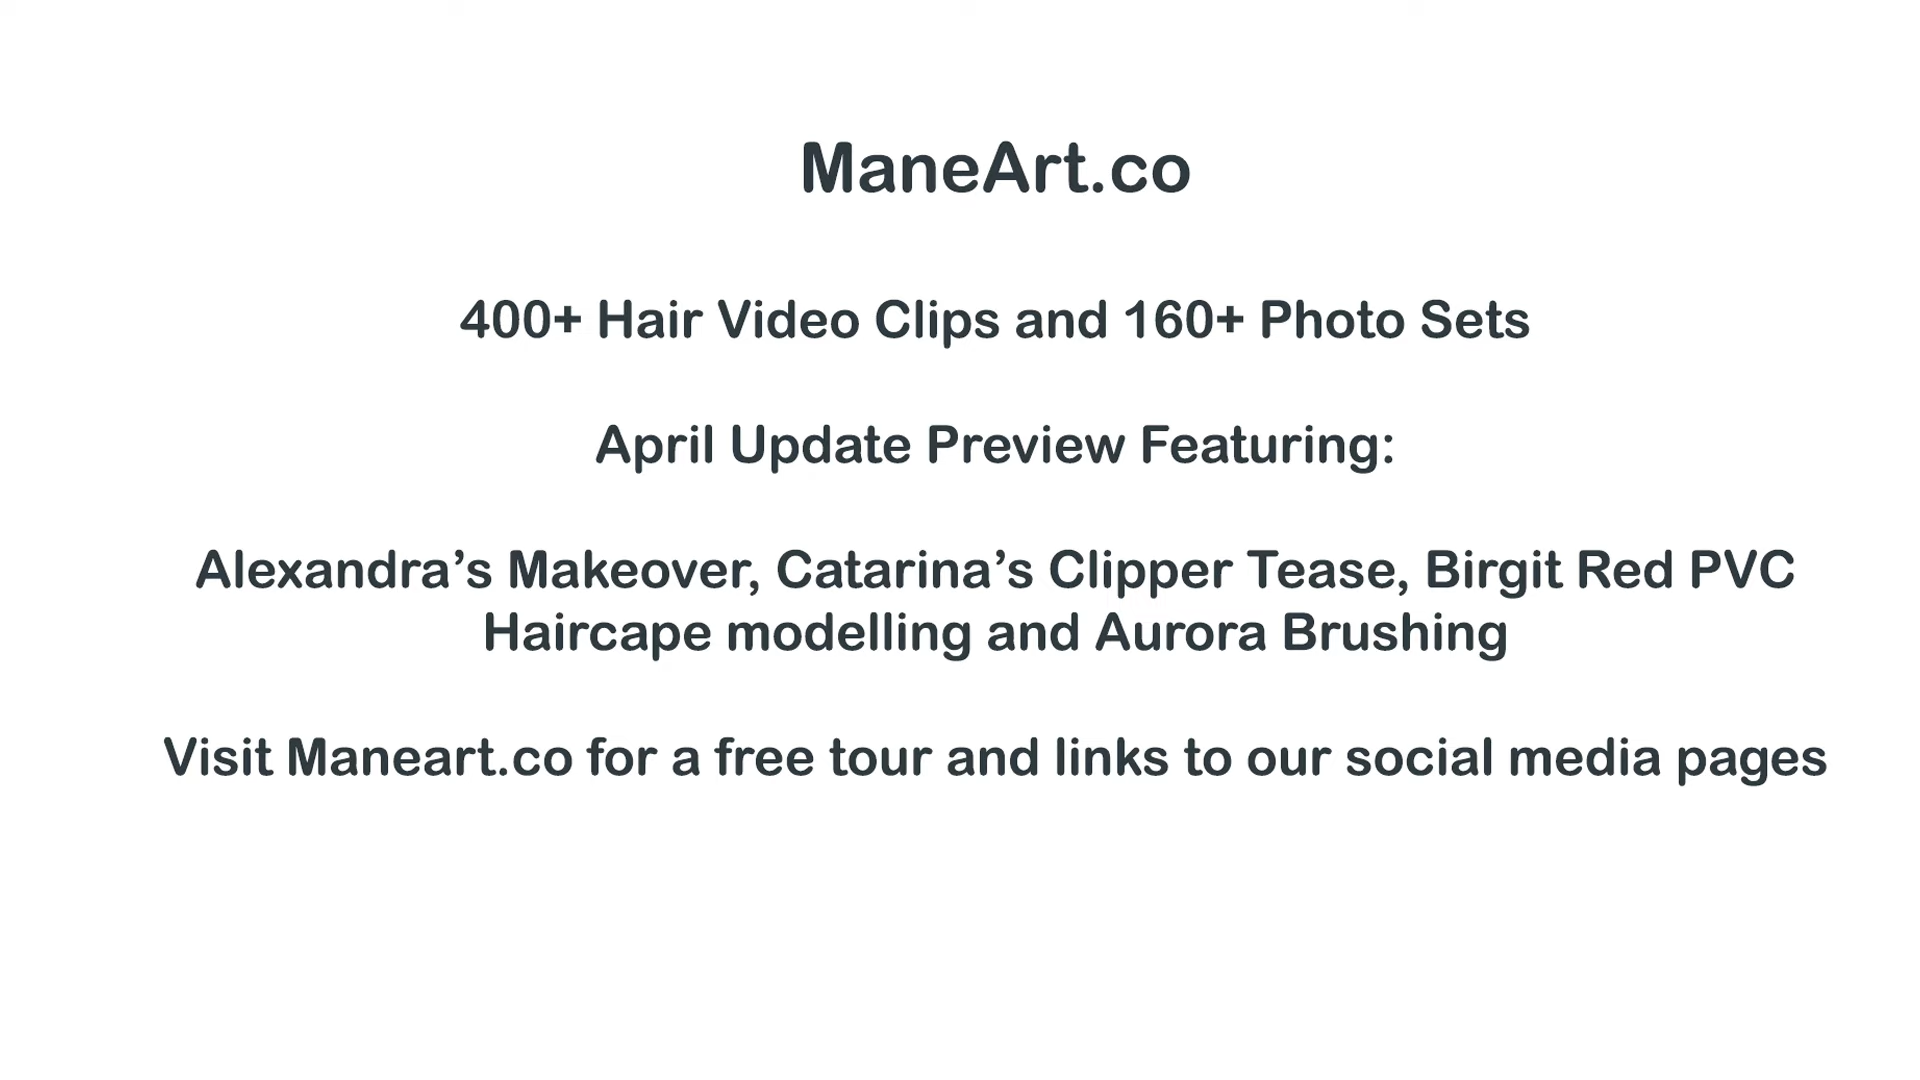 ManeArt.co
400+ Hair Video Clips and 160+ Photo Sets
April Update Preview Featuring:
Alexandra’s Makeover, Catarina’s Clipper Tease, Birgit Red PVC
Haircape modelling and Aurora Brushing
Visit Maneart.co for a free tour and links to our social media pages